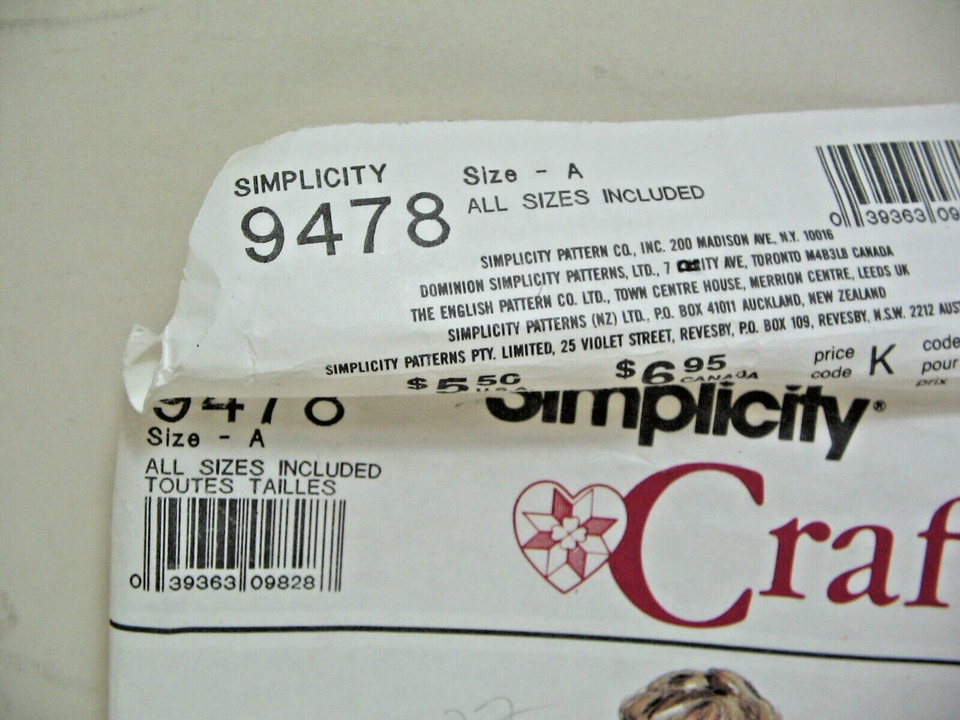 SIMPLICITY
9478
Size - A
ALL SIZES INCLUDED
0 39363 09
SIMPLICITY PATTERN CO., INC. 200 MADISON AVE, N.Y. 10016
DOMINION SIMPLICITY PATTERNS, LTD., 7 AVE, TORONTO M4B3L8 CANADA
THE ENGLISH PATTERN CO. LTD., TOWN CENTRE HOUSE, MERRION CENTRE, LEEDS UK
SIMPLICITY PATTERNS (NZ) LTD., P.O. BOX 41011 AUCKLAND, NEW ZEALAND
SIMPLICITY PATTERNS PTY. LIMITED, 25 VIOLET STREET, REVESBY, P.O. BOX 109, REVESBY, N.S.W. 2212 AUST
$5.50 U.S.A. $6.95 CANADA price code K code pour prix
9478
Size - A
ALL SIZES INCLUDED
TOUTES TAILLES
0 39363 09828
simplicity®
Craf